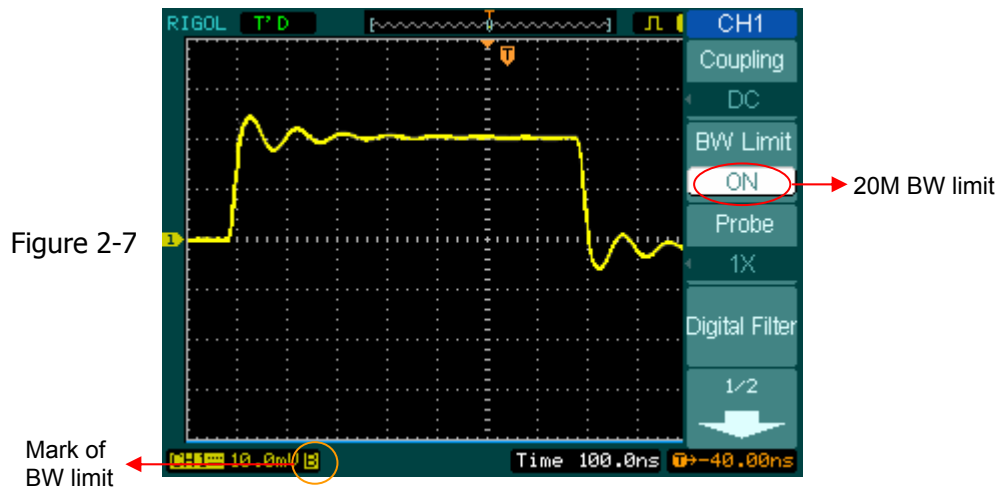 RIGOL T'D
T
CH1
T
Coupling
DC
BW Limit
ON
20M BW limit
Probe
Figure 2-7
1
1X
Digital Filter
1/2
Mark of
BW limit
CH1 10.0mV B
Time 100.0ns T→-40.00ns